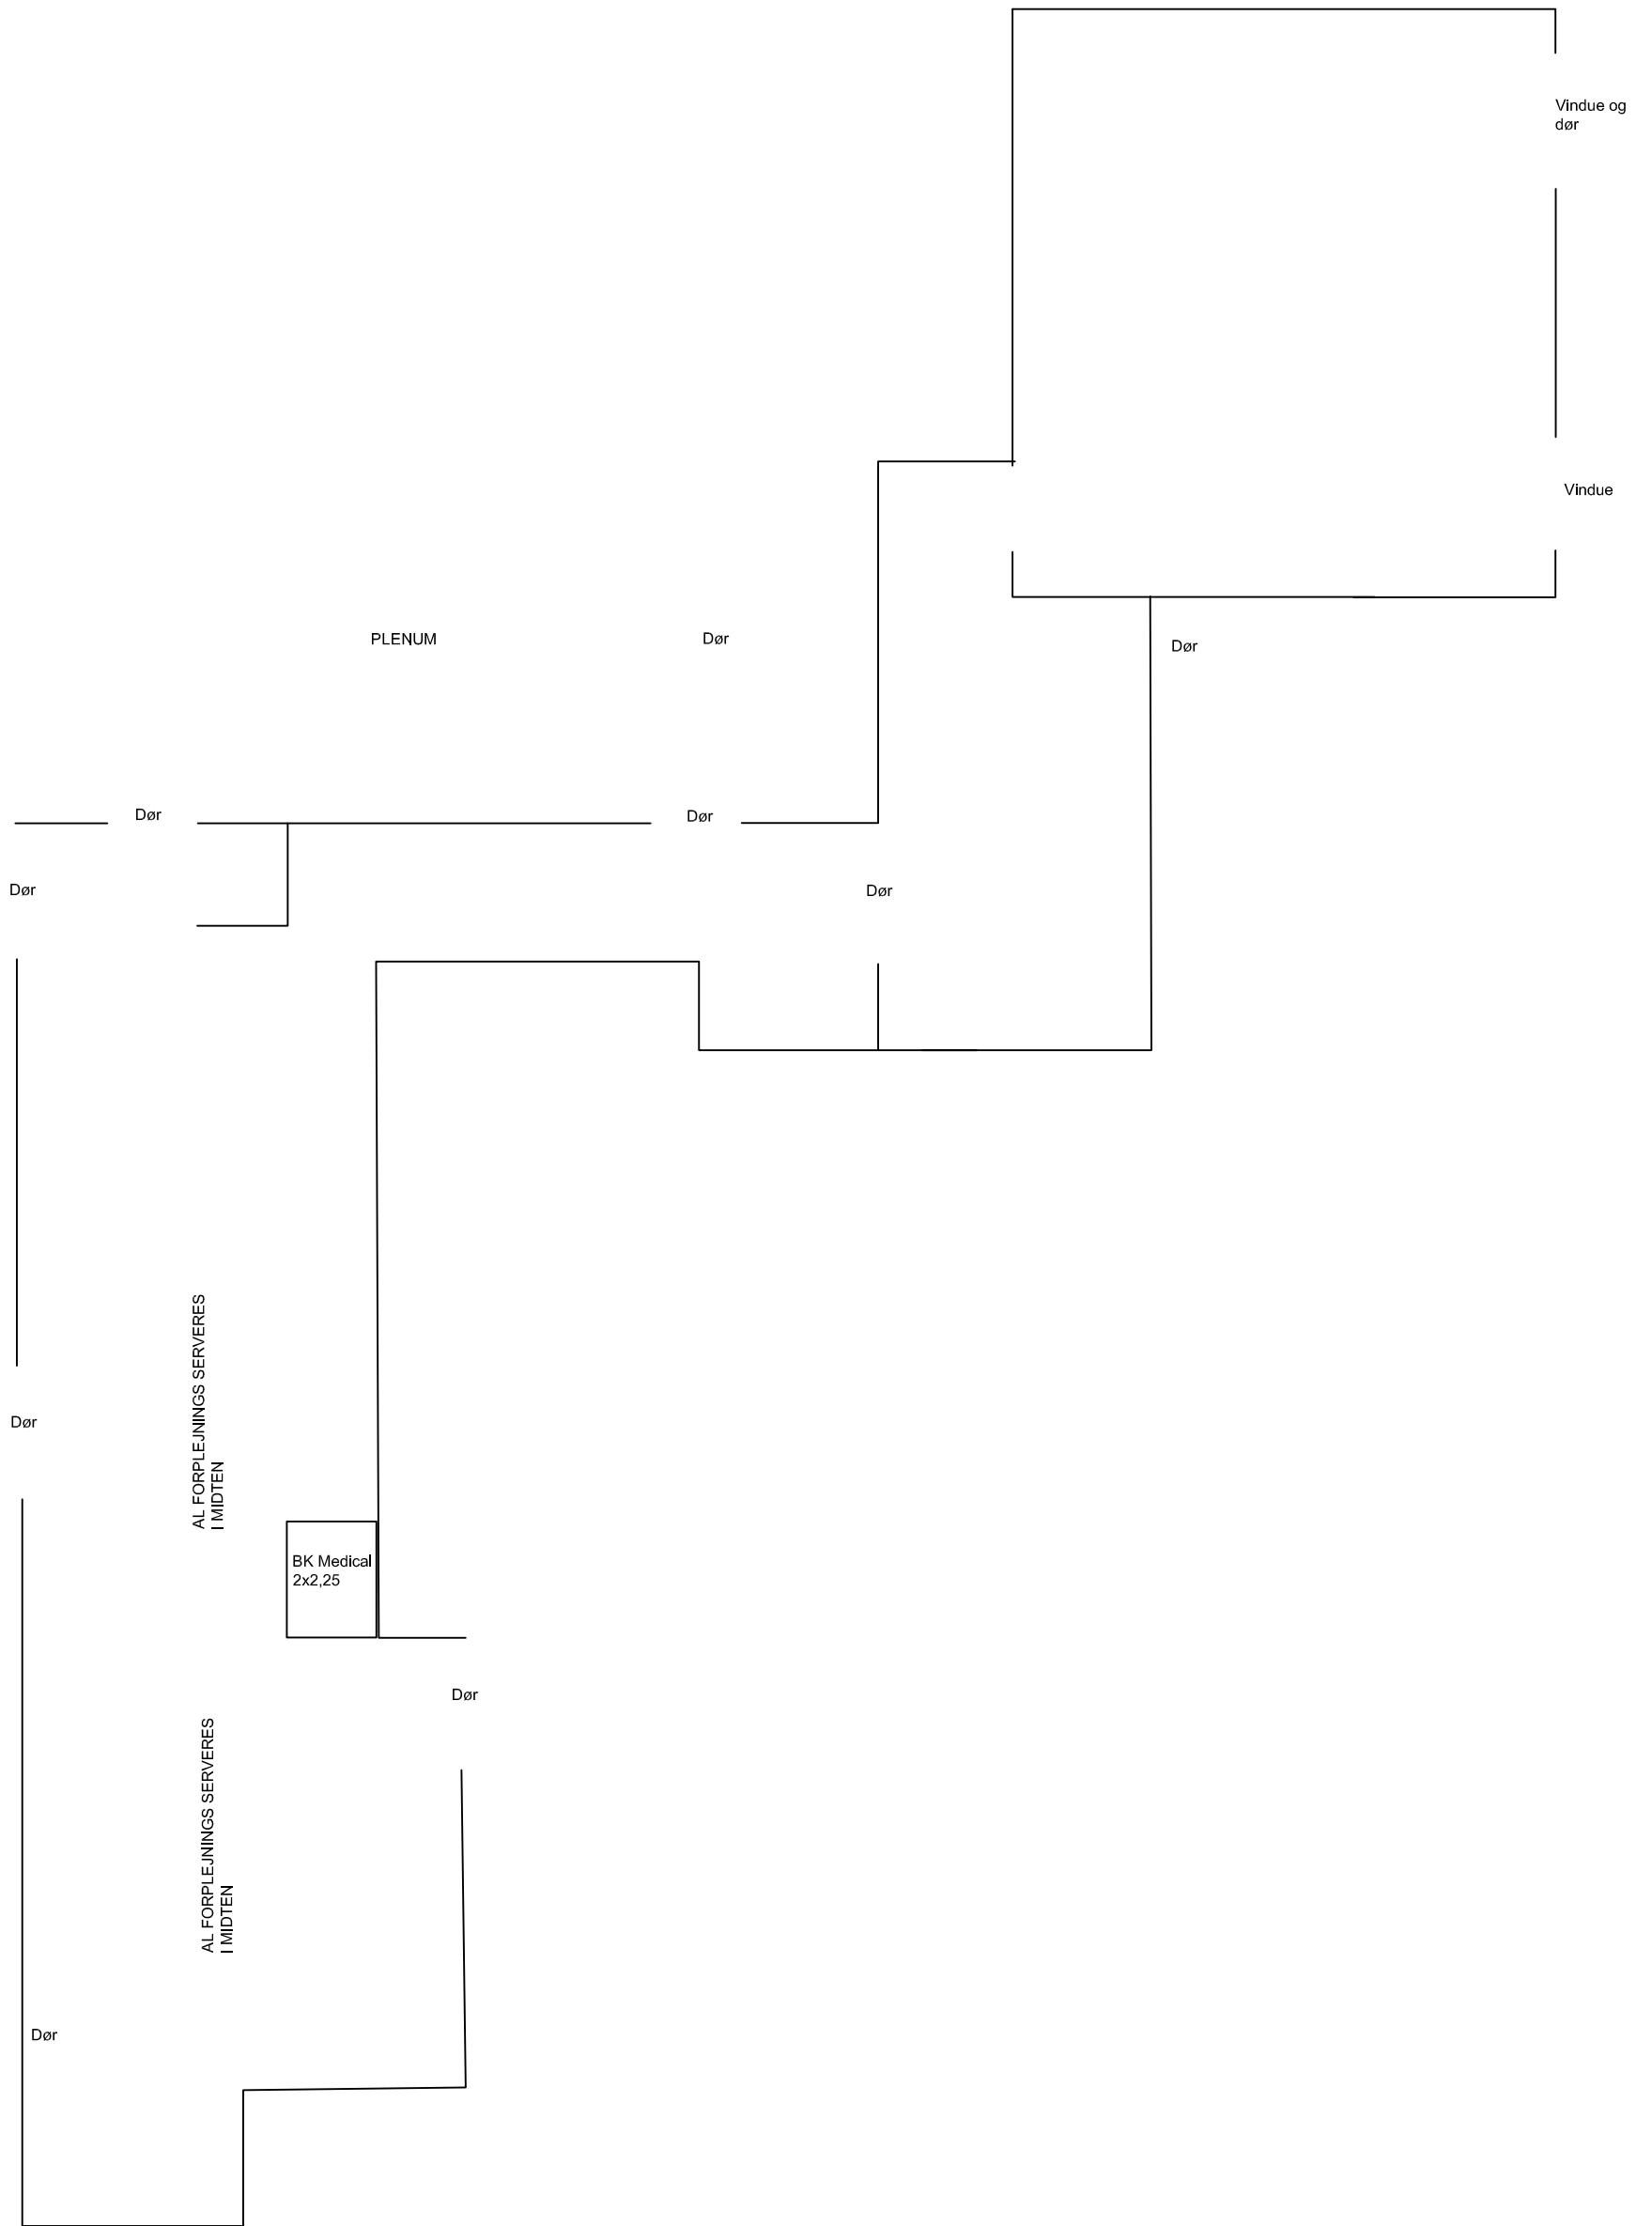 Vindue og
dør
Vindue
PLENUM
Dør
Dør
Dør
Dør
Dør
Dør
AL FORPLEJNINGS SERVERES
I MIDTEN
Dør
BK Medical
2x2,25
Dør
AL FORPLEJNINGS SERVERES
I MIDTEN
Dør